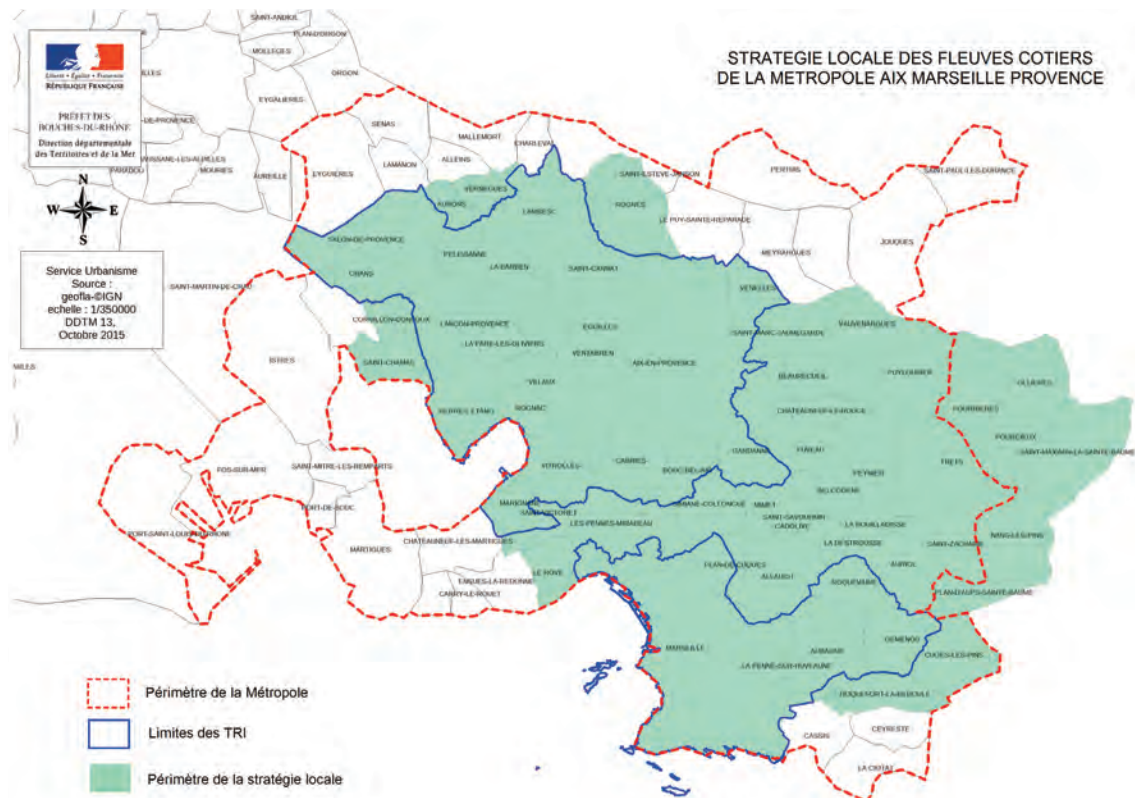 STRATEGIE LOCALE DES FLEUVES COTIERS
DE LA METROPOLE AIX MARSEILLE PROVENCE
Liberté • Égalité • Fraternité
RÉPUBLIQUE FRANÇAISE
PRÉFET DES
BOUCHES-DU-RHÔNE
Direction départementale
des Territoires et de la Mer
N
W E
S
Service Urbanisme
Source :
geofla-©IGN
echelle : 1/350000
DDTM 13,
Octobre 2015
SAINT-ANDIOL
PLAN-D'ORGON
MOLLEGES
ORGON
EYGALIERES
DE-PROVENCE
PARADOU
MOURIES
AUREILLE
EYGUIERES
SENAS
LAMANON
MALLEMORT
ALLEINS
CHARLEVAL
VERNEGUES
AURONS
LAMBESC
ROGNES
SAINT-ESTEVE-JANSON
LE PUY-SAINTE-REPARADE
PERTUIS
MEYRARGUES
JOUQUES
SAINT-PAUL-LES-DURANCE
SALON-DE-PROVENCE
PELISSANNE
LA BARBEN
SAINT-CANNAT
GRANS
VENELLES
SAINT-MARTIN-DE-CRAU
CORNILLON-CONFOUX
LANCON-PROVENCE
EGUILLES
SAINT-MARC-JAUMEGARDE
VAUVENARGUES
ISTRES
SAINT-CHAMAS
LA FARE-LES-OLIVIERS
VENTABREN
AIX-EN-PROVENCE
BEAURECUEIL
PUYLOUBIER
OLLIERES
VELAUX
BERRE-L'ETANG
ROGNAC
CHATEAUNEUF-LE-ROUGE
POURRIERES
POURCIEUX
SAINT-MAXIMIN-LA-SAINTE-BAUME
FOS-SUR-MER
SAINT-MITRE-LES-REMPARTS
VITROLLES
CABRIES
BOUC-BEL-AIR
GARDANNE
FUVEAU
PEYNIER
TRETS
PORT-SAINT-LOUIS-DU-RHONE
PORT-DE-BOUC
MARIGNANE
SAINT-VICTORET
SIMIANE-COLLONGUE
MIMET
BELCODENE
LES PENNES-MIRABEAU
SAINT-SAVOURNIN
CADOLIVE
LA BOUILLADISSE
NANS-LES-PINS
MARTIGUES
CHATEAUNEUF-LES-MARTIGUES
LA DESTROUSSE
SAINT-ZACHARIE
LE ROVE
PLAN-DE-CUQUES
ALLAUCH
ROQUEVAIRE
AURIOL
ENSUES-LA-REDONNE
CARRY-LE-ROUET
PLAN-D'AUPS-SAINTE-BAUME
MARSEILLE
AUBAGNE
GEMENOS
LA PENNE-SUR-HUVEAUNE
CUGES-LES-PINS
ROQUEFORT-LA-BEDOULE
CASSIS
CEYRESTE
LA CIOTAT
Périmètre de la Métropole
Limites des TRI
Périmètre de la stratégie locale